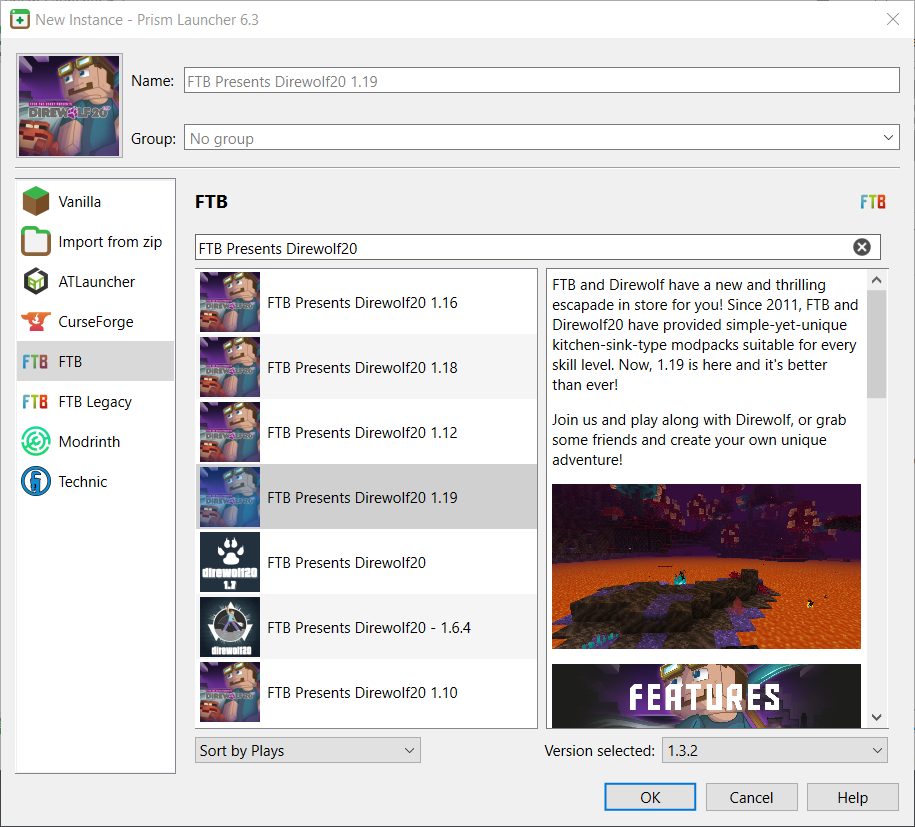 New Instance - Prism Launcher 6.3
DIREWOLF20
Name:
FTB Presents Direwolf20 1.19
Group:
No group
Vanilla
Import from zip
ATLauncher
CurseForge
FTB
FTB
FTB
FTB Legacy
Modrinth
Technic
FTB
FTB
FTB Presents Direwolf20
FTB Presents Direwolf20 1.16
FTB Presents Direwolf20 1.18
FTB Presents Direwolf20 1.12
FTB Presents Direwolf20 1.19
direwolf20
1.7
FTB Presents Direwolf20
direwolf20
FTB Presents Direwolf20 - 1.6.4
FTB Presents Direwolf20 1.10
FTB and Direwolf have a new and thrilling
escapade in store for you! Since 2011, FTB and
Direwolf20 have provided simple-yet-unique
kitchen-sink-type modpacks suitable for every
skill level. Now, 1.19 is here and it's better
than ever!
Join us and play along with Direwolf, or grab
some friends and create your own unique
adventure!
FEATURES
Sort by Plays
Version selected:
1.3.2
OK
Cancel
Help